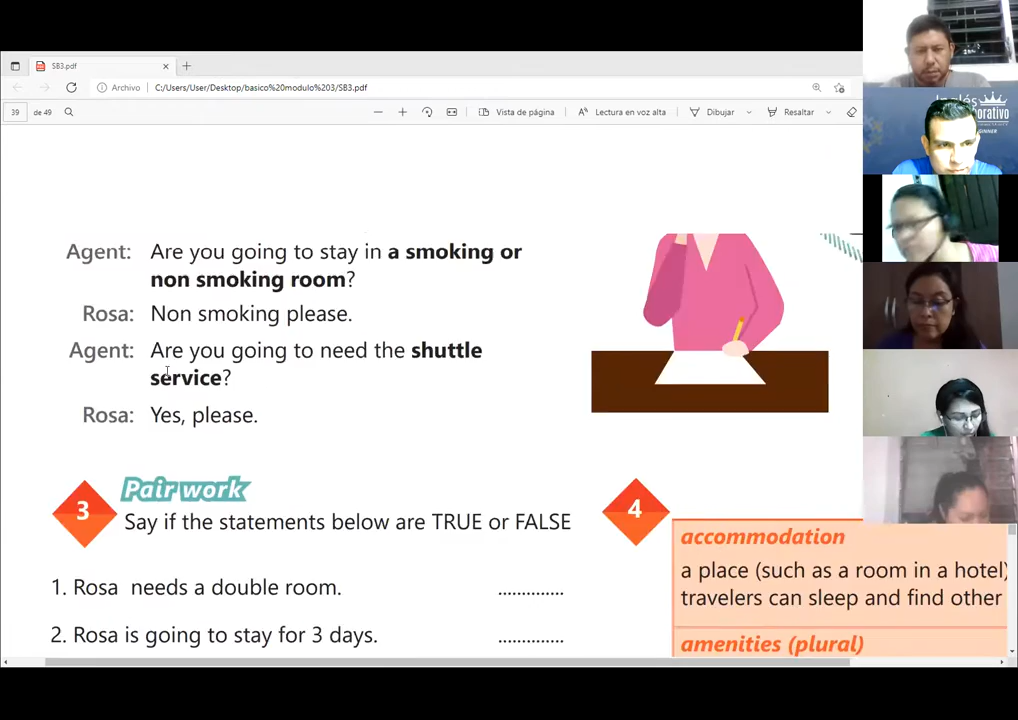 SB3.pdf
Archivo
C:/Users/User/Desktop/basico%20modulo%203/SB3.pdf
39 de 49
Vista de página
Lectura en voz alta
Dibujar
Resaltar
Agent: Are you going to stay in a smoking or
non smoking room?
Rosa: Non smoking please.
Agent: Are you going to need the shuttle
service?
Rosa: Yes, please.
3
Pair work
Say if the statements below are TRUE or FALSE
1. Rosa needs a double room. ..............
2. Rosa is going to stay for 3 days. ..............
4
accommodation
a place (such as a room in a hotel)
travelers can sleep and find other
amenities (plural)